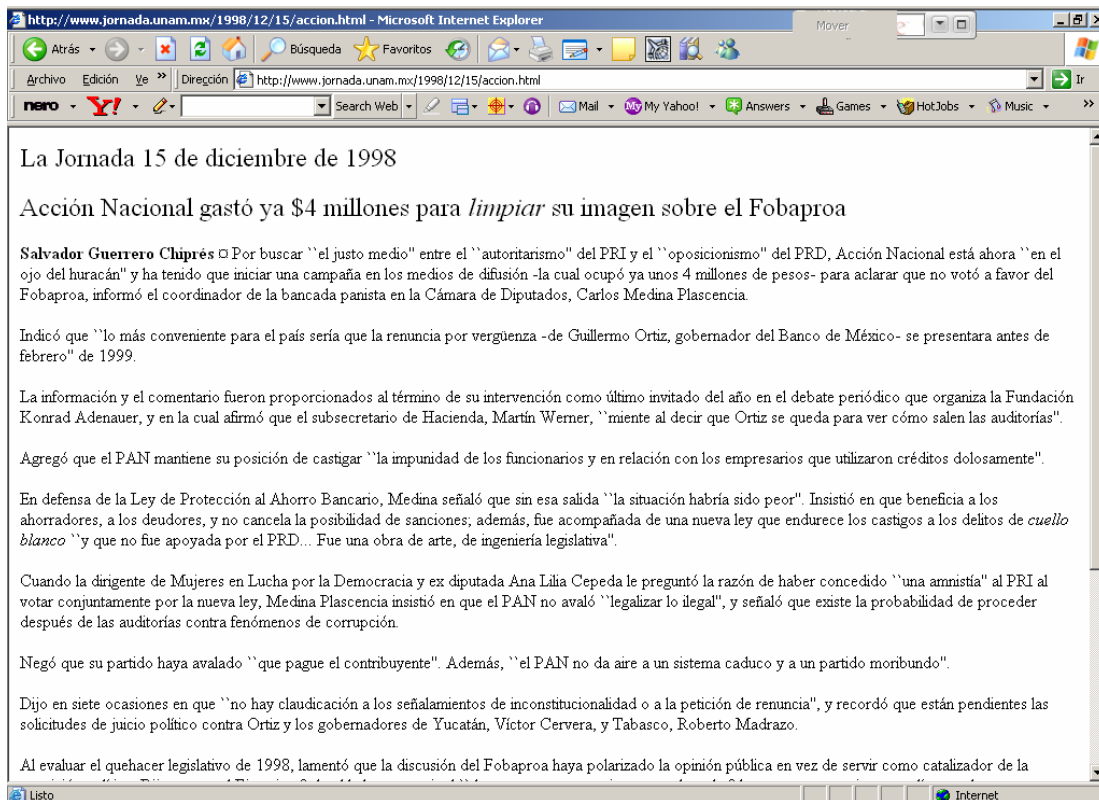 http://www.jornada.unam.mx/1998/12/15/accion.html - Microsoft Internet Explorer
Mover
Atrás
Búsqueda
Favoritos
Archivo Edición Ve » Dirección http://www.jornada.unam.mx/1998/12/15/accion.html Ir
nero Y! Search Web Mail My Yahoo! Answers Games HotJobs Music »
La Jornada 15 de diciembre de 1998
Acción Nacional gastó ya $4 millones para limpiar su imagen sobre el Fobaproa
Salvador Guerrero Chiprés ¤ Por buscar ``el justo medio'' entre el ``autoritarismo'' del PRI y el ``oposicionismo'' del PRD, Acción Nacional está ahora ``en el
ojo del huracán'' y ha tenido que iniciar una campaña en los medios de difusión -la cual ocupó ya unos 4 millones de pesos- para aclarar que no votó a favor del
Fobaproa, informó el coordinador de la bancada panista en la Cámara de Diputados, Carlos Medina Plascencia.
Indicó que ``lo más conveniente para el país sería que la renuncia por vergüenza -de Guillermo Ortiz, gobernador del Banco de México- se presentara antes de
febrero'' de 1999.
La información y el comentario fueron proporcionados al término de su intervención como último invitado del año en el debate periódico que organiza la Fundación
Konrad Adenauer, y en la cual afirmó que el subsecretario de Hacienda, Martín Werner, ``miente al decir que Ortiz se queda para ver cómo salen las auditorías''.
Agregó que el PAN mantiene su posición de castigar ``la impunidad de los funcionarios y en relación con los empresarios que utilizaron créditos dolosamente''.
En defensa de la Ley de Protección al Ahorro Bancario, Medina señaló que sin esa salida ``la situación habría sido peor''. Insistió en que beneficia a los
ahorradores, a los deudores, y no cancela la posibilidad de sanciones; además, fue acompañada de una nueva ley que endurece los castigos a los delitos de cuello
blanco ``y que no fue apoyada por el PRD... Fue una obra de arte, de ingeniería legislativa''.
Cuando la dirigente de Mujeres en Lucha por la Democracia y ex diputada Ana Lilia Cepeda le preguntó la razón de haber concedido ``una amnistía'' al PRI al
votar conjuntamente por la nueva ley, Medina Plascencia insistió en que el PAN no avaló ``legalizar lo ilegal'', y señaló que existe la probabilidad de proceder
después de las auditorías contra fenómenos de corrupción.
Negó que su partido haya avalado ``que pague el contribuyente''. Además, ``el PAN no da aire a un sistema caduco y a un partido moribundo''.
Dijo en siete ocasiones en que ``no hay claudicación a los señalamientos de inconstitucionalidad o a la petición de renuncia'', y recordó que están pendientes las
solicitudes de juicio político contra Ortiz y los gobernadores de Yucatán, Víctor Cervera, y Tabasco, Roberto Madrazo.
Al evaluar el quehacer legislativo de 1998, lamentó que la discusión del Fobaproa haya polarizado la opinión pública en vez de servir como catalizador de la
Listo Internet